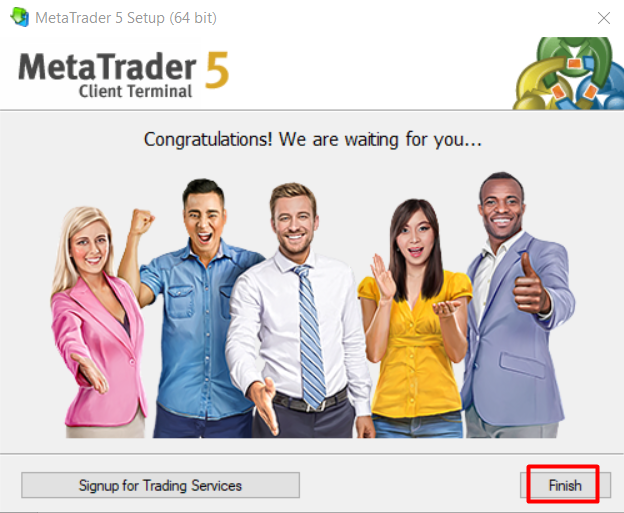 MetaTrader 5 Setup (64 bit)
MetaTrader 5
Client Terminal
Congratulations! We are waiting for you...
Signup for Trading Services
Finish